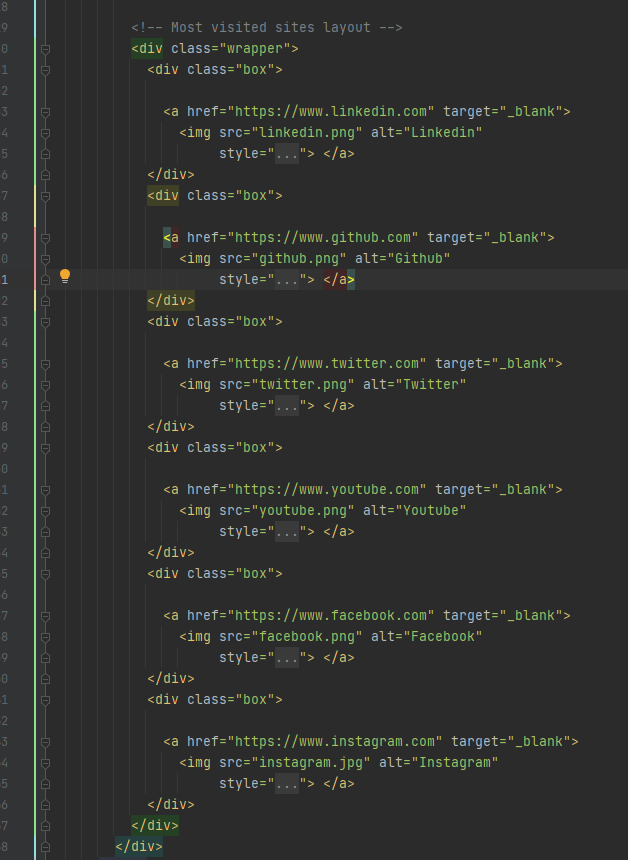 8
9 <!-- Most visited sites layout -->
0 <div class="wrapper">
1 <div class="box">
2
3 <a href="https://www.linkedin.com" target="_blank">
4 <img src="linkedin.png" alt="Linkedin"
5 style="..."> </a>
6 </div>
7 <div class="box">
8
9 <a href="https://www.github.com" target="_blank">
0 <img src="github.png" alt="Github"
1 style="..."> </a>
2 </div>
3 <div class="box">
4
5 <a href="https://www.twitter.com" target="_blank">
6 <img src="twitter.png" alt="Twitter"
7 style="..."> </a>
8 </div>
9 <div class="box">
0
1 <a href="https://www.youtube.com" target="_blank">
2 <img src="youtube.png" alt="Youtube"
3 style="..."> </a>
4 </div>
5 <div class="box">
6
7 <a href="https://www.facebook.com" target="_blank">
8 <img src="facebook.png" alt="Facebook"
9 style="..."> </a>
0 </div>
1 <div class="box">
2
3 <a href="https://www.instagram.com" target="_blank">
4 <img src="instagram.jpg" alt="Instagram"
5 style="..."> </a>
6 </div>
7 </div>
8 </div>